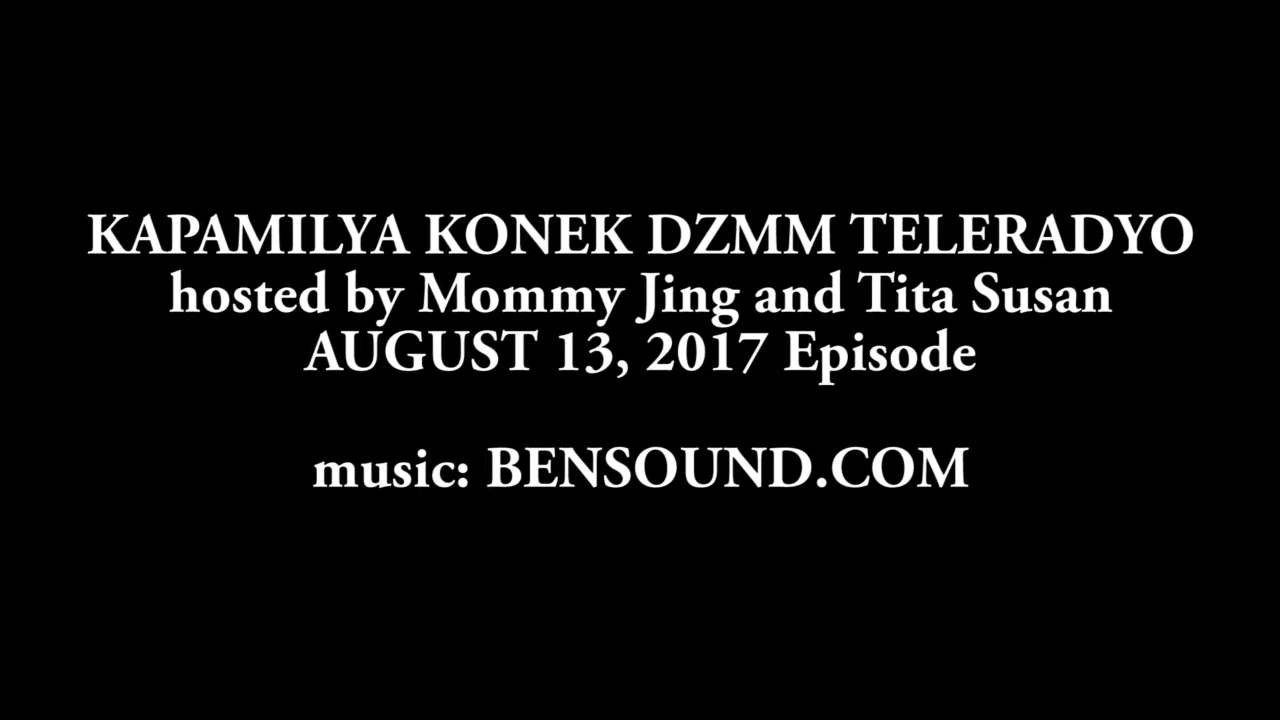 KAPAMILYA KONEK DZMM TELERADYO
hosted by Mommy Jing and Tita Susan
AUGUST 13, 2017 Episode
music: BENSOUND.COM